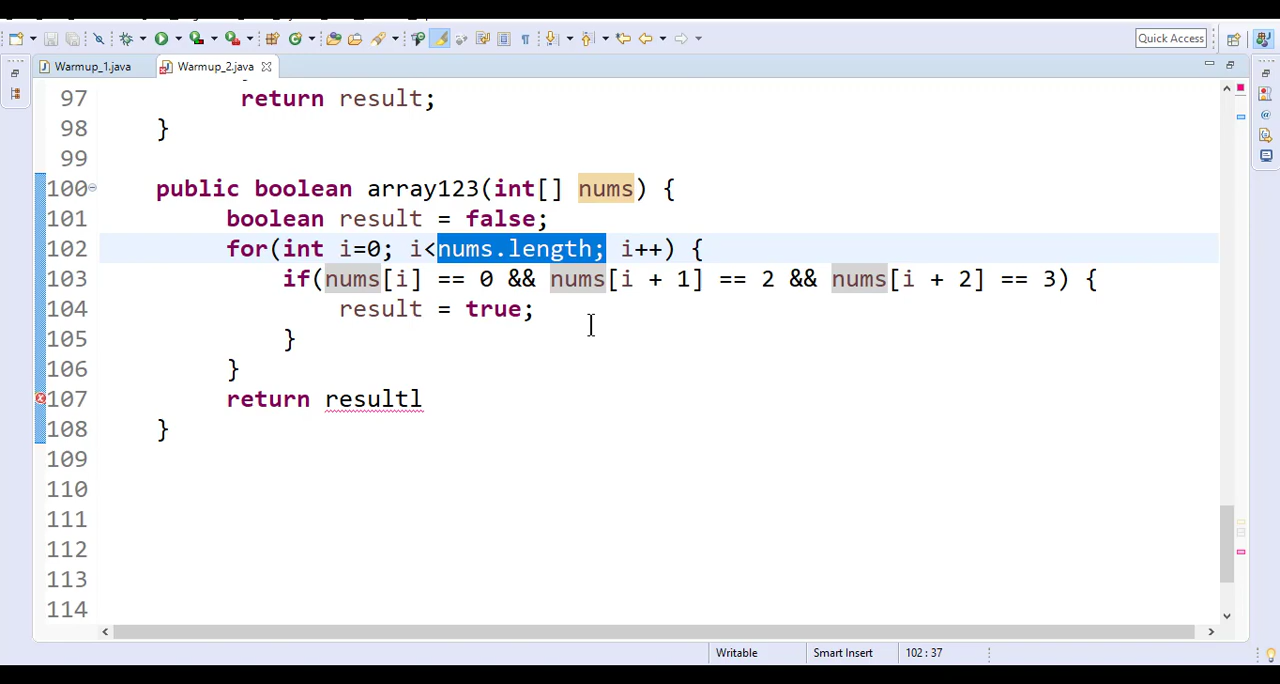 Quick Access
Warmup_1.java
Warmup_2.java
97 return result;
98 }
99
100 public boolean array123(int[] nums) {
101 boolean result = false;
102 for(int i=0; i<nums.length; i++) {
103 if(nums[i] == 0 && nums[i + 1] == 2 && nums[i + 2] == 3) {
104 result = true;
105 }
106 }
107 return resultl
108 }
109
110
111
112
113
114
Writable Smart Insert 102 : 37